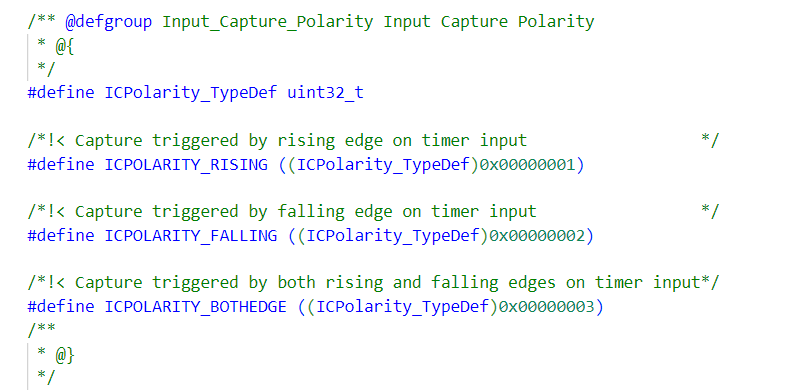 /** @defgroup Input_Capture_Polarity Input Capture Polarity
* @{
*/
#define ICPolarity_TypeDef uint32_t
/*!< Capture triggered by rising edge on timer input */
#define ICPOLARITY_RISING ((ICPolarity_TypeDef)0x00000001)
/*!< Capture triggered by falling edge on timer input */
#define ICPOLARITY_FALLING ((ICPolarity_TypeDef)0x00000002)
/*!< Capture triggered by both rising and falling edges on timer input*/
#define ICPOLARITY_BOTHEDGE ((ICPolarity_TypeDef)0x00000003)
/**
* @}
*/